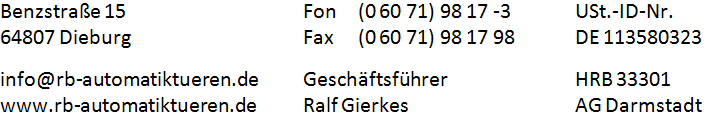 Benzstraße 15 Fon (0 60 71) 98 17 -3 USt.-ID-Nr.
64807 Dieburg Fax (0 60 71) 98 17 98 DE 113580323
info@rb-automatiktueren.de Geschäftsführer HRB 33301
www.rb-automatiktueren.de Ralf Gierkes AG Darmstadt